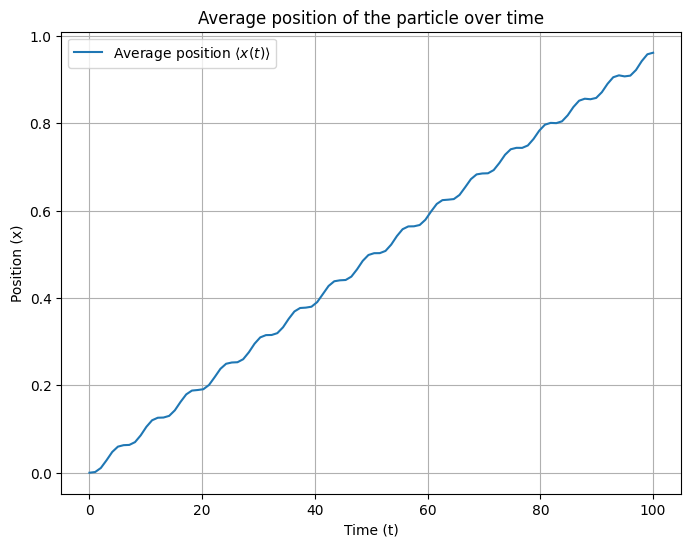 Average position of the particle over time
Average position ⟨x(t)⟩
1.0
0.8
0.6
0.4
0.2
0.0
Position (x)
0 20 40 60 80 100
Time (t)